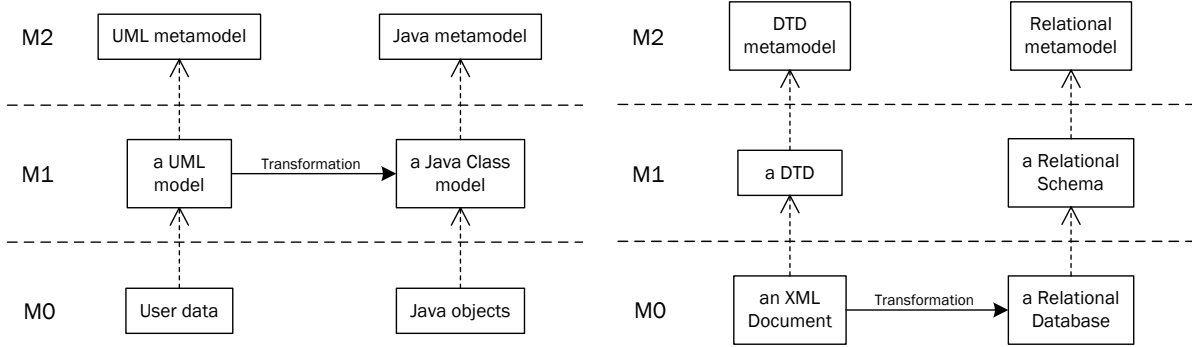 M2
UML metamodel
Java metamodel
M1
a UML
model
Transformation
a Java Class
model
M0
User data
Java objects
M2
DTD
metamodel
Relational
metamodel
M1
a DTD
a Relational
Schema
M0
an XML
Document
Transformation
a Relational
Database